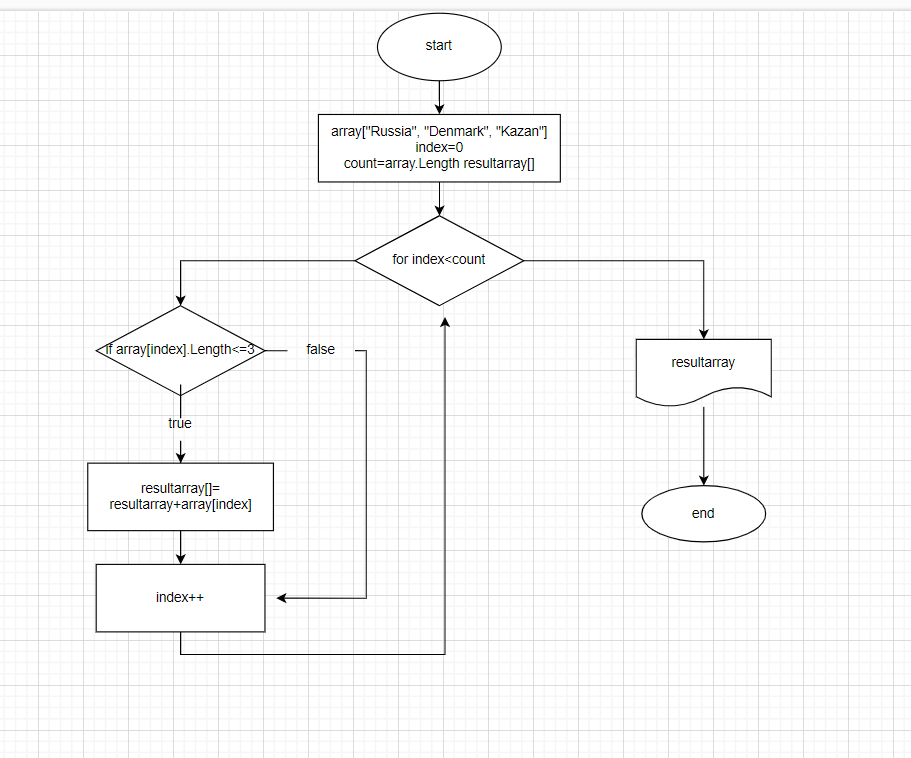 start
array["Russia", "Denmark", "Kazan"]
index=0
count=array.Length resultarray[]
for index<count
if array[index].Length<=3
false
resultarray
true
resultarray[]=
resultarray+array[index]
end
index++